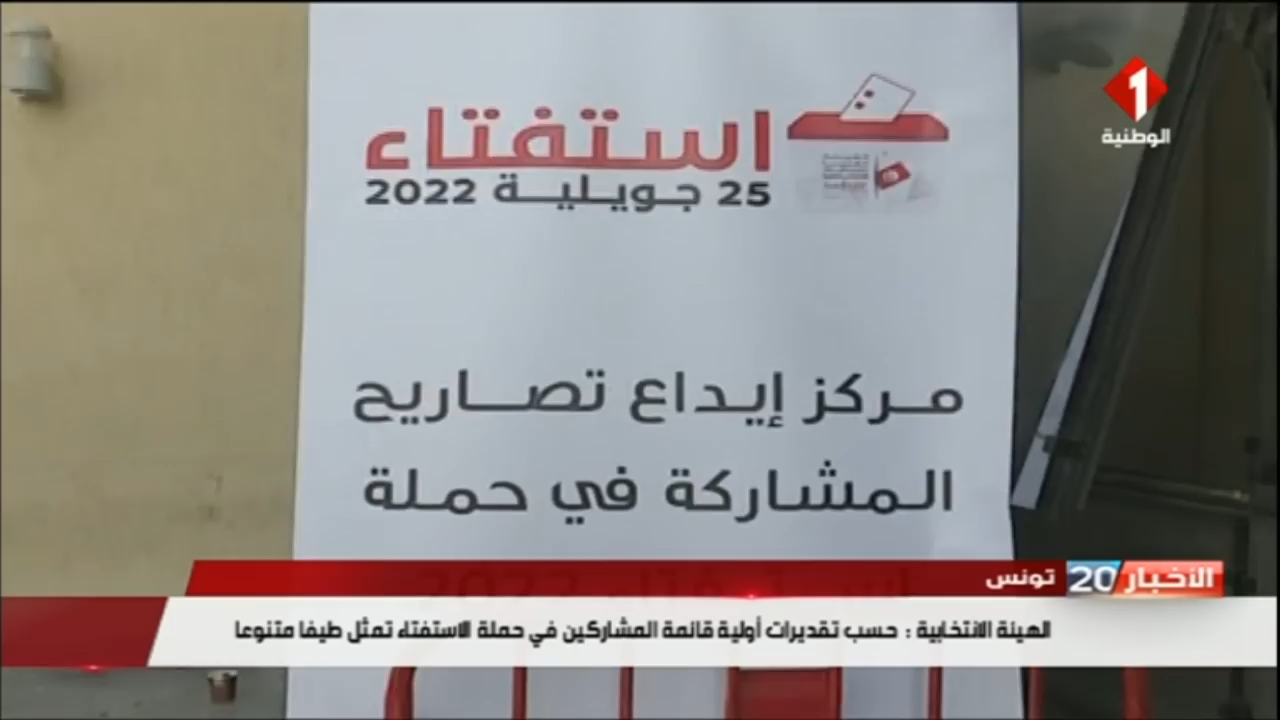 1
الوطنية
استفتاء
25 جويلية 2022
مركز إيداع تصاريح
المشاركة في حملة
الأخبار 20 تونس
الهيئة الانتخابية : حسب تقديرات أولية قائمة المشاركين في حملة الاستفتاء تمثل طيفا متنوعا